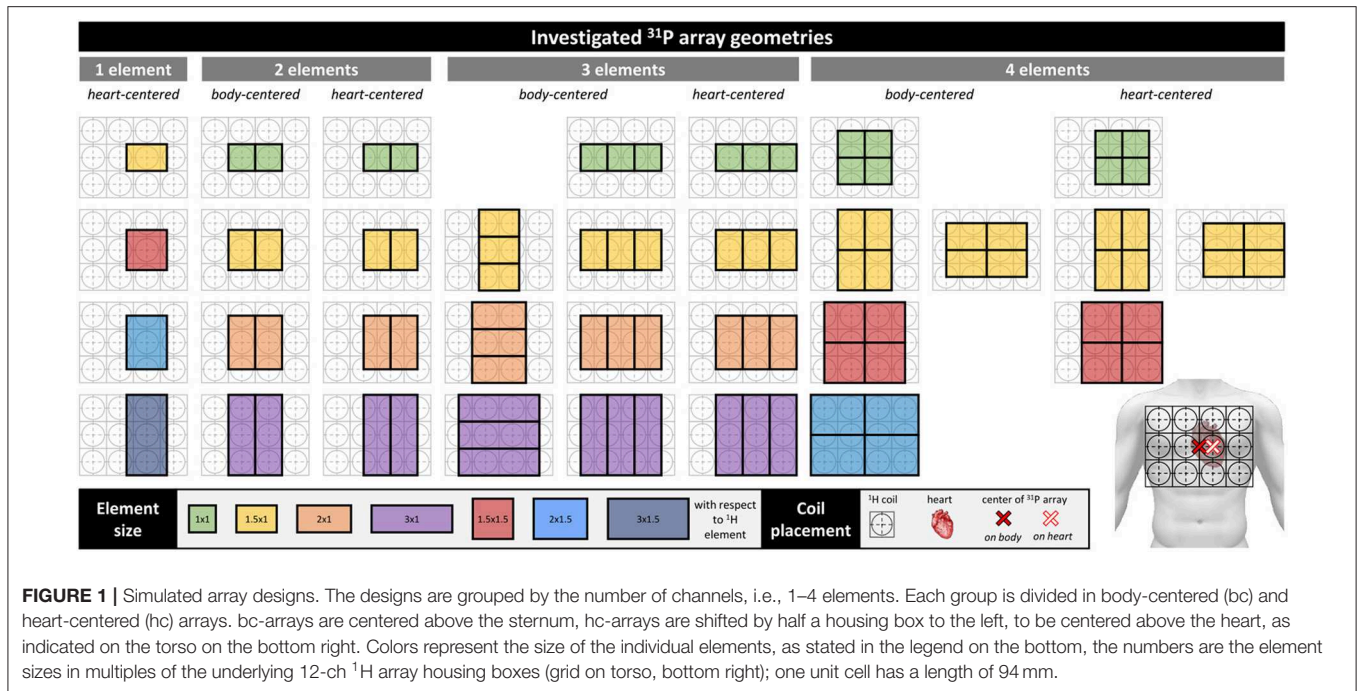 Investigated ³¹P array geometries
1 element 2 elements 3 elements 4 elements
heart-centered body-centered heart-centered body-centered heart-centered body-centered heart-centered
Element size
1x1 1.5x1 2x1 3x1 1.5x1.5 2x1.5 3x1.5
with respect to ¹H element
Coil placement
¹H coil heart center of ³¹P array
on body on heart
FIGURE 1 | Simulated array designs. The designs are grouped by the number of channels, i.e., 1–4 elements. Each group is divided in body-centered (bc) and
heart-centered (hc) arrays. bc-arrays are centered above the sternum, hc-arrays are shifted by half a housing box to the left, to be centered above the heart, as
indicated on the torso on the bottom right. Colors represent the size of the individual elements, as stated in the legend on the bottom, the numbers are the element
sizes in multiples of the underlying 12-ch ¹H array housing boxes (grid on torso, bottom right); one unit cell has a length of 94 mm.